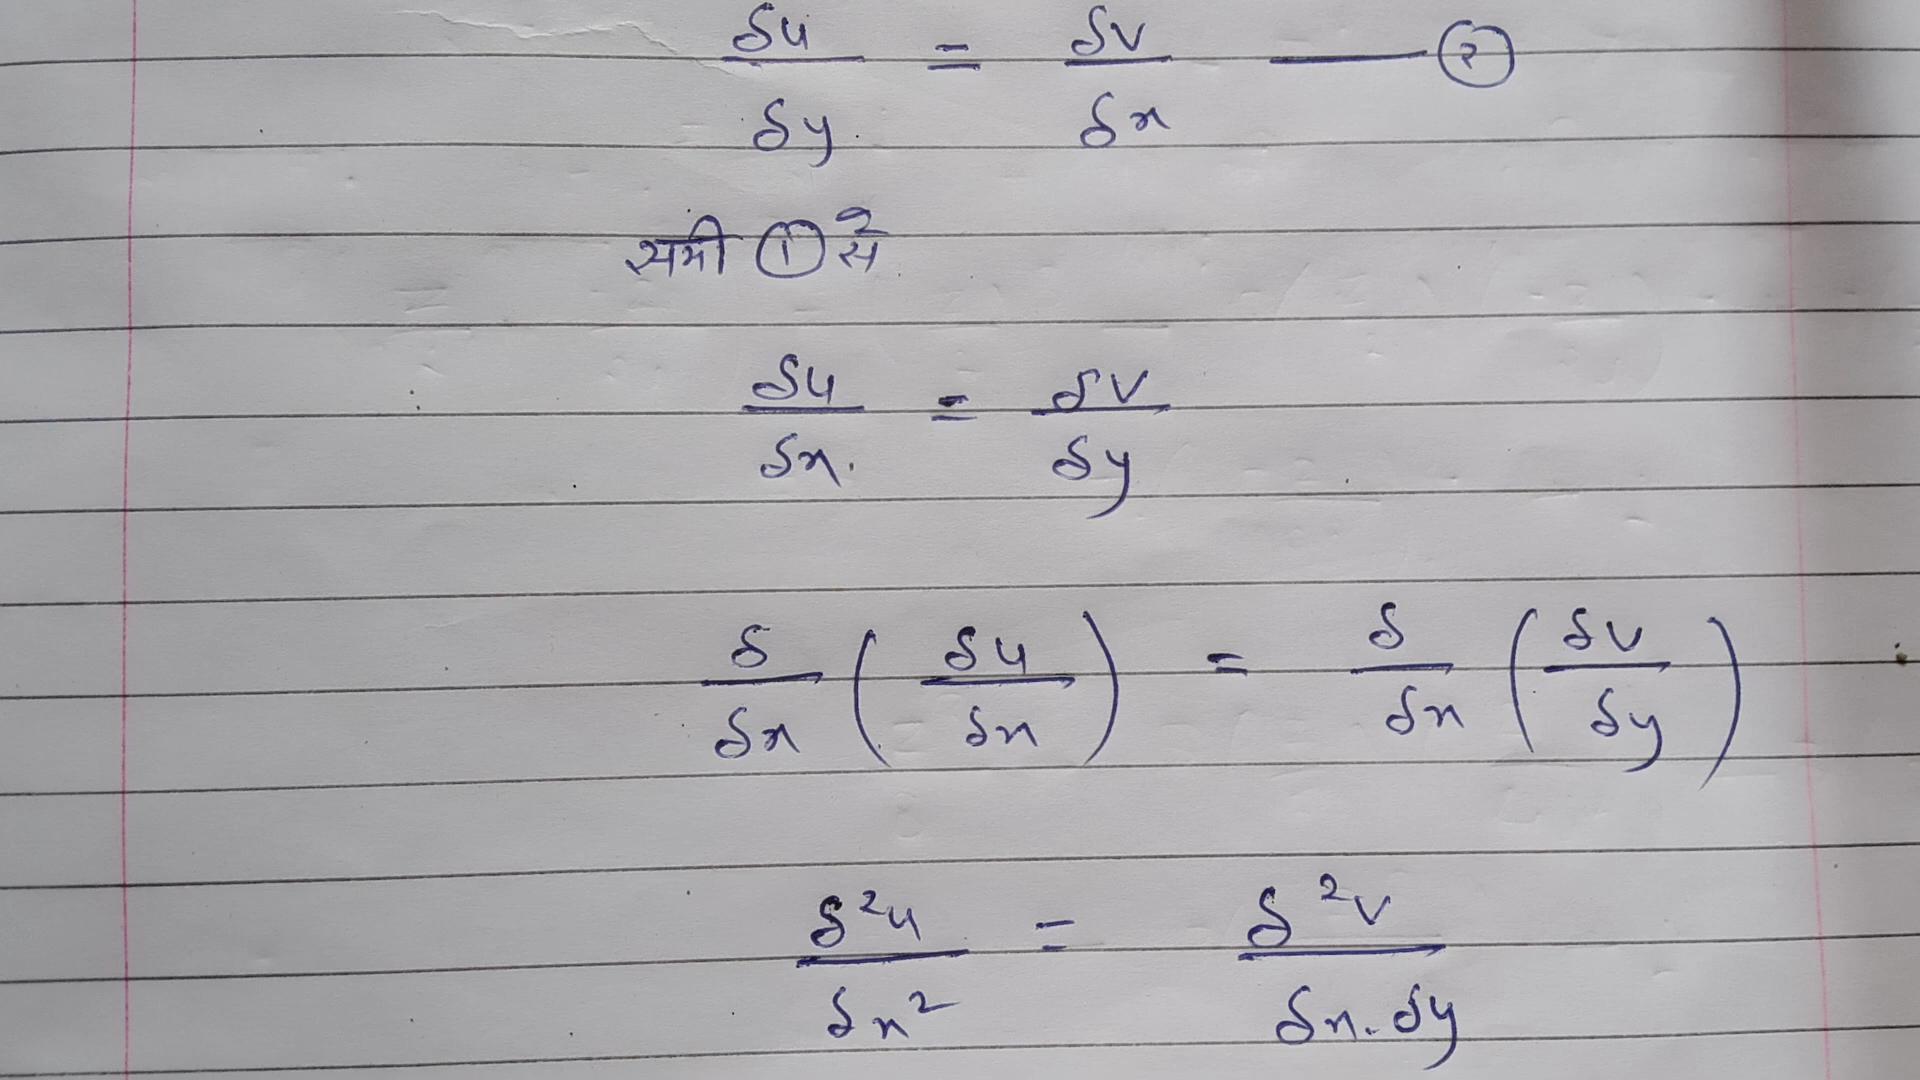 δu/δy = δv/δx —— (२)
समी (1) से
δu/δx. = δv/δy
δ/δx (δu/δx) = δ/δx (δv/δy)
δ²u/δx² = δ²v/δx.δy